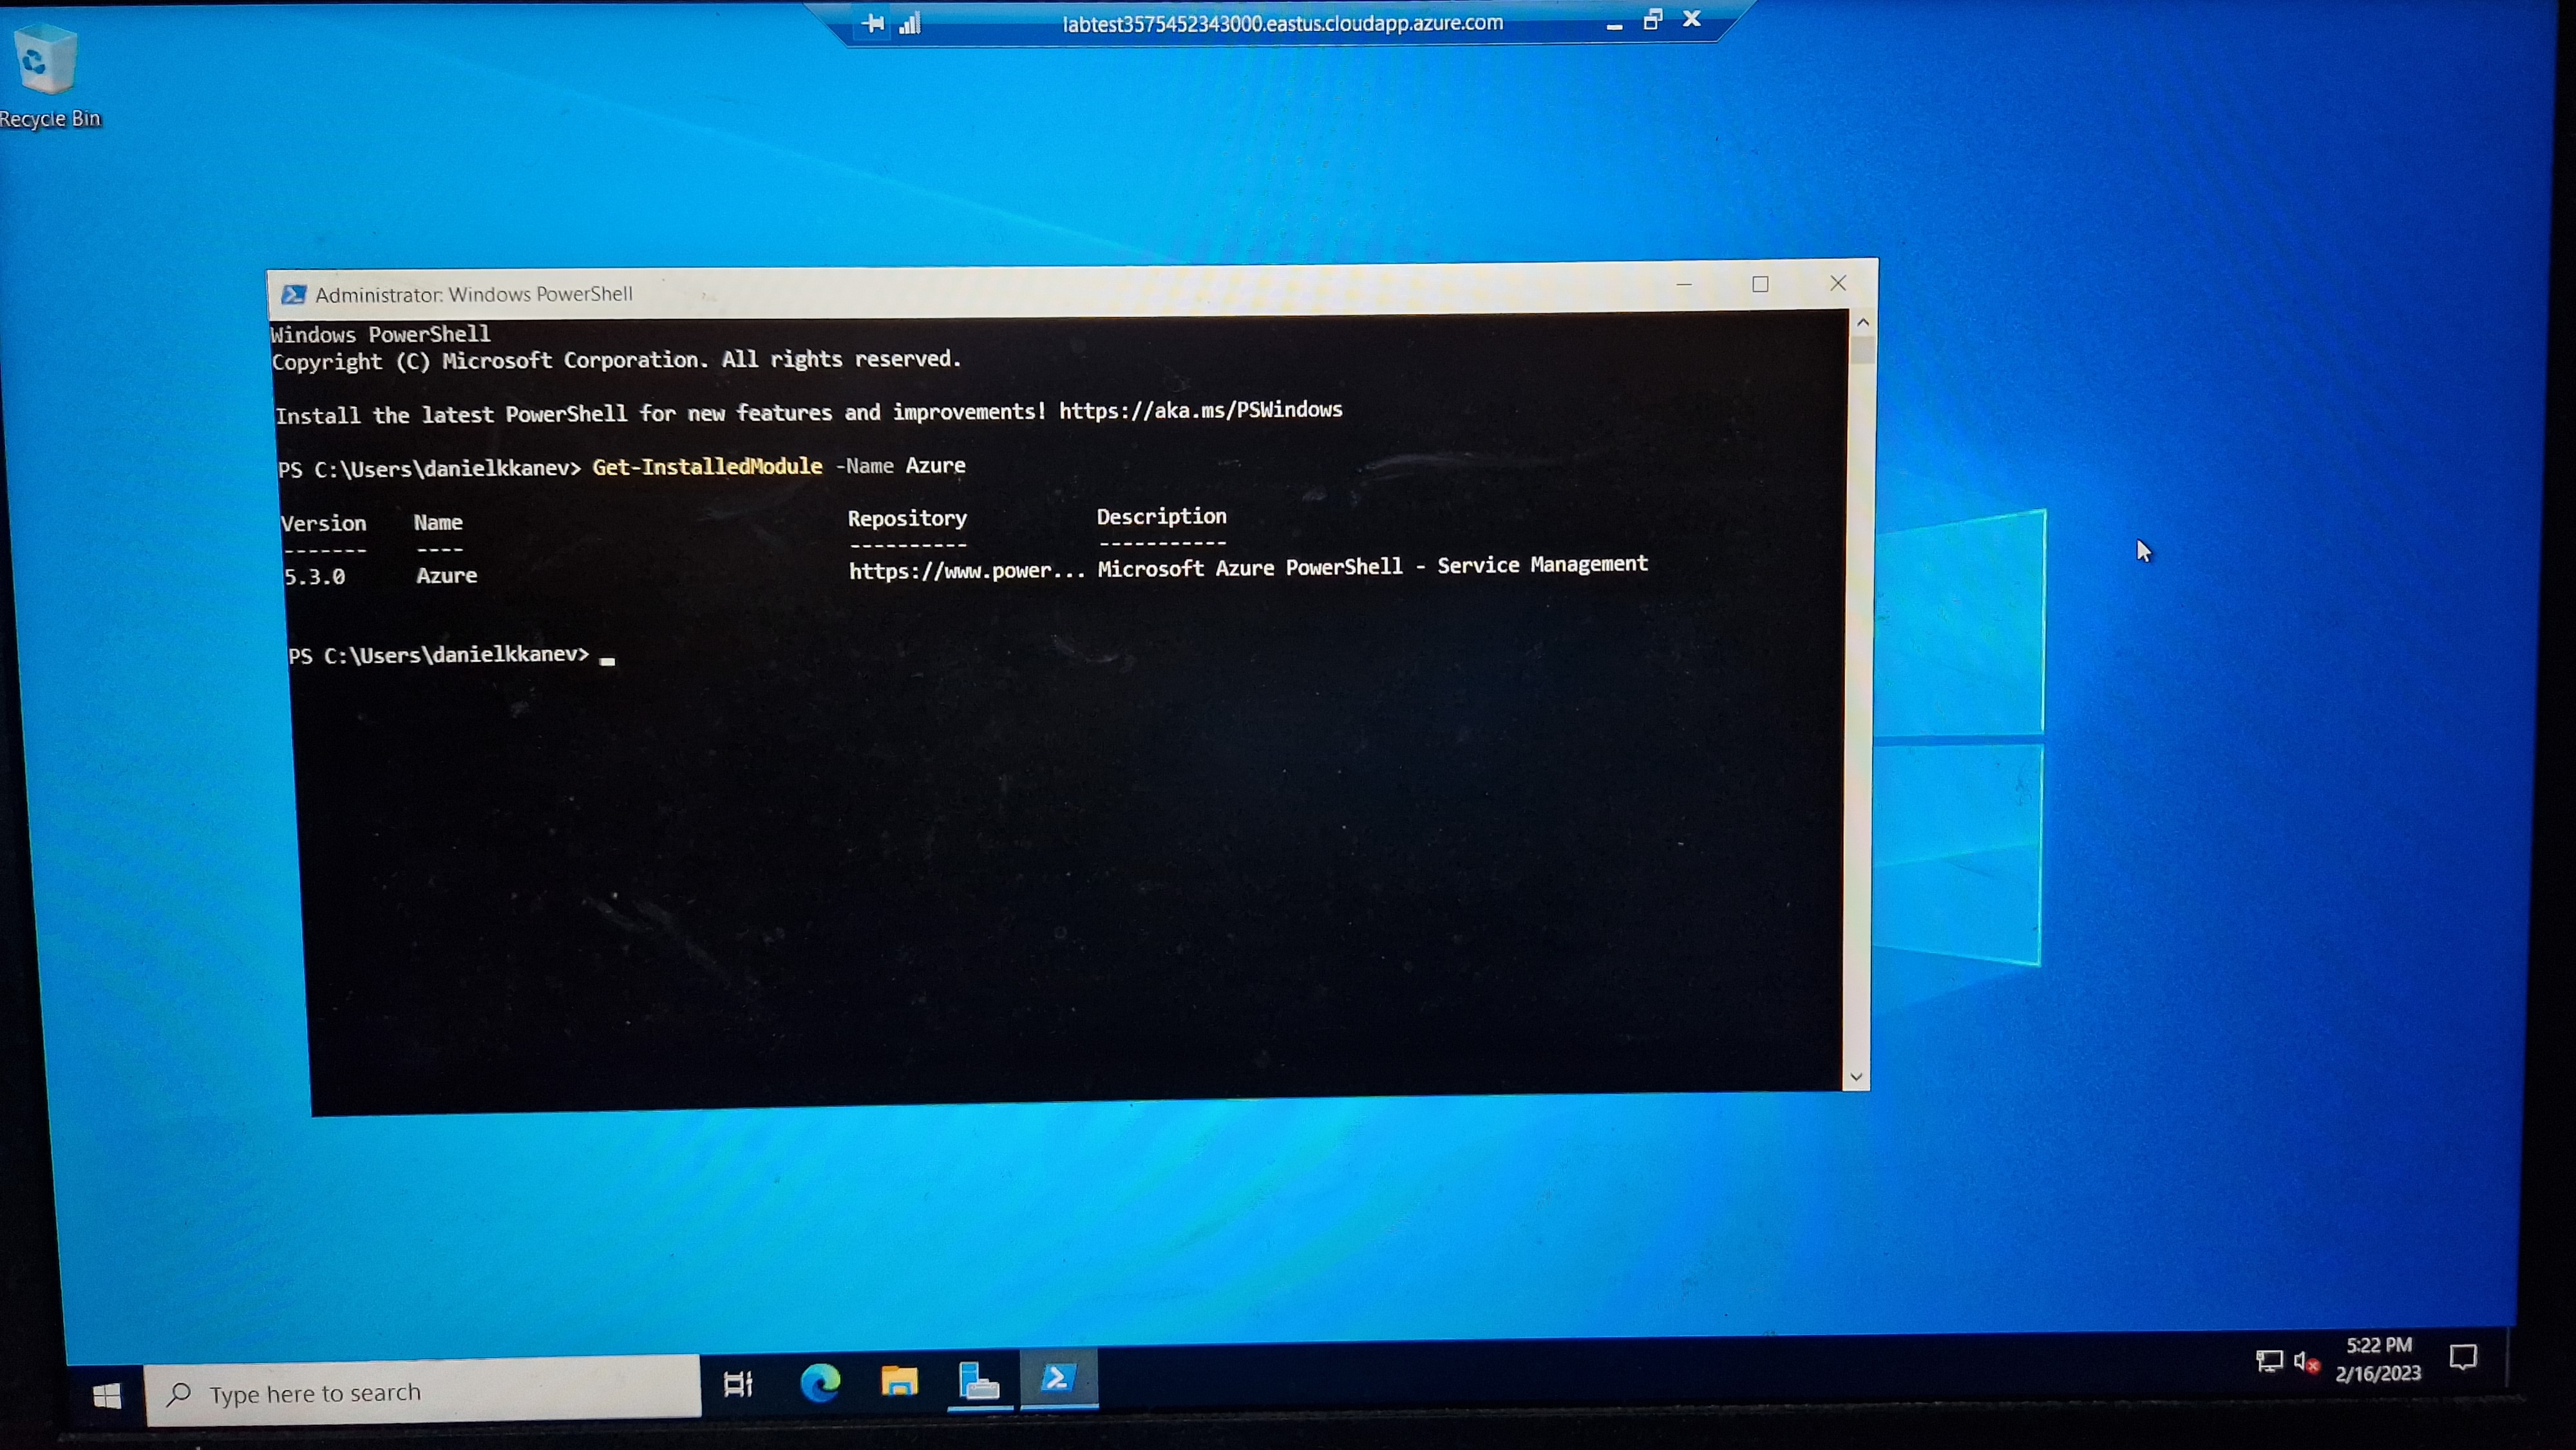 labtest3575452343000.eastus.cloudapp.azure.com
Recycle Bin
Administrator: Windows PowerShell
Windows PowerShell
Copyright (C) Microsoft Corporation. All rights reserved.
Install the latest PowerShell for new features and improvements! https://aka.ms/PSWindows
PS C:\Users\danielkkanev> Get-InstalledModule -Name Azure
Version Name Repository Description
------- ---- ---------- -----------
5.3.0 Azure https://www.power... Microsoft Azure PowerShell - Service Management
PS C:\Users\danielkkanev>
Type here to search
5:22 PM
2/16/2023